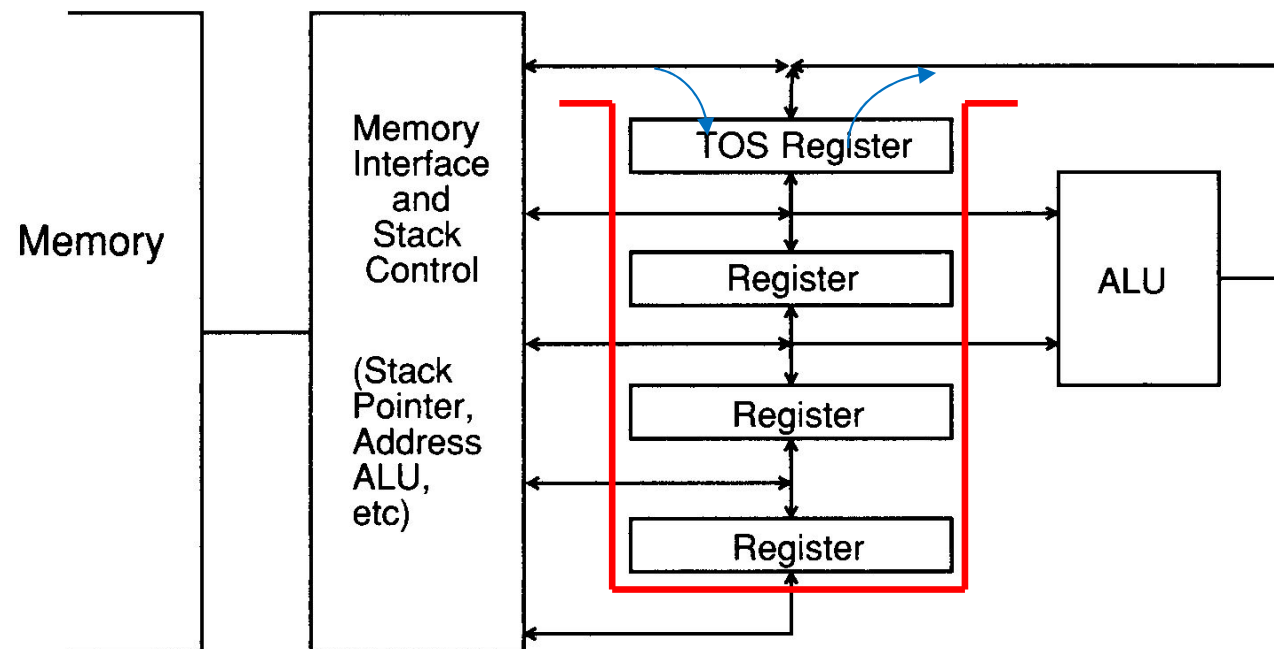 Memory
Memory
Interface
and
Stack
Control
(Stack
Pointer,
Address
ALU,
etc)
TOS Register
Register
Register
Register
ALU